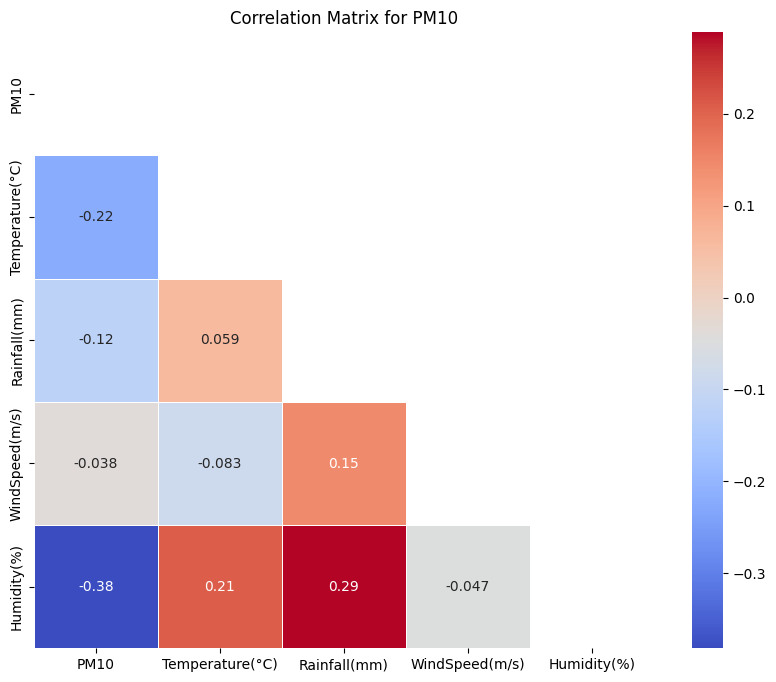 Correlation Matrix for PM10
PM10
Temperature(°C)
-0.22
Rainfall(mm)
-0.12 0.059
WindSpeed(m/s)
-0.038 -0.083 0.15
Humidity(%)
-0.38 0.21 0.29 -0.047
PM10 Temperature(°C) Rainfall(mm) WindSpeed(m/s) Humidity(%)
0.2
0.1
0.0
−0.1
−0.2
−0.3